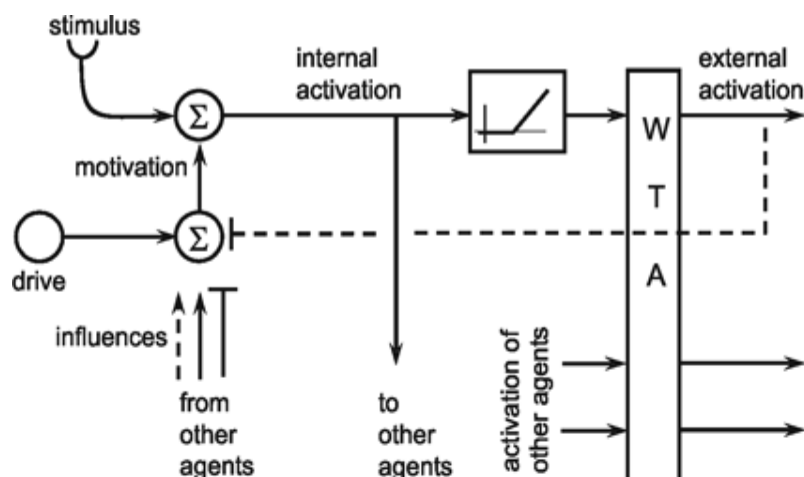 stimulus
internal
activation
external
activation
Σ
W
T
A
motivation
Σ
drive
influences
from
other
agents
to
other
agents
activation of
other agents